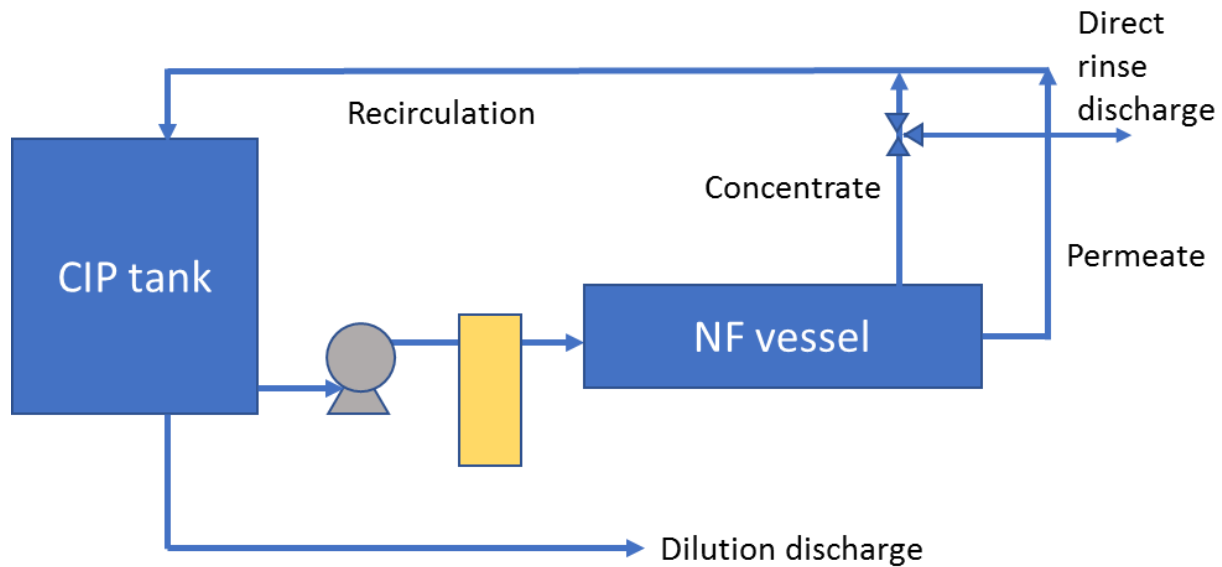 Direct
rinse
discharge
Recirculation
Concentrate
CIP tank
Permeate
NF vessel
Dilution discharge